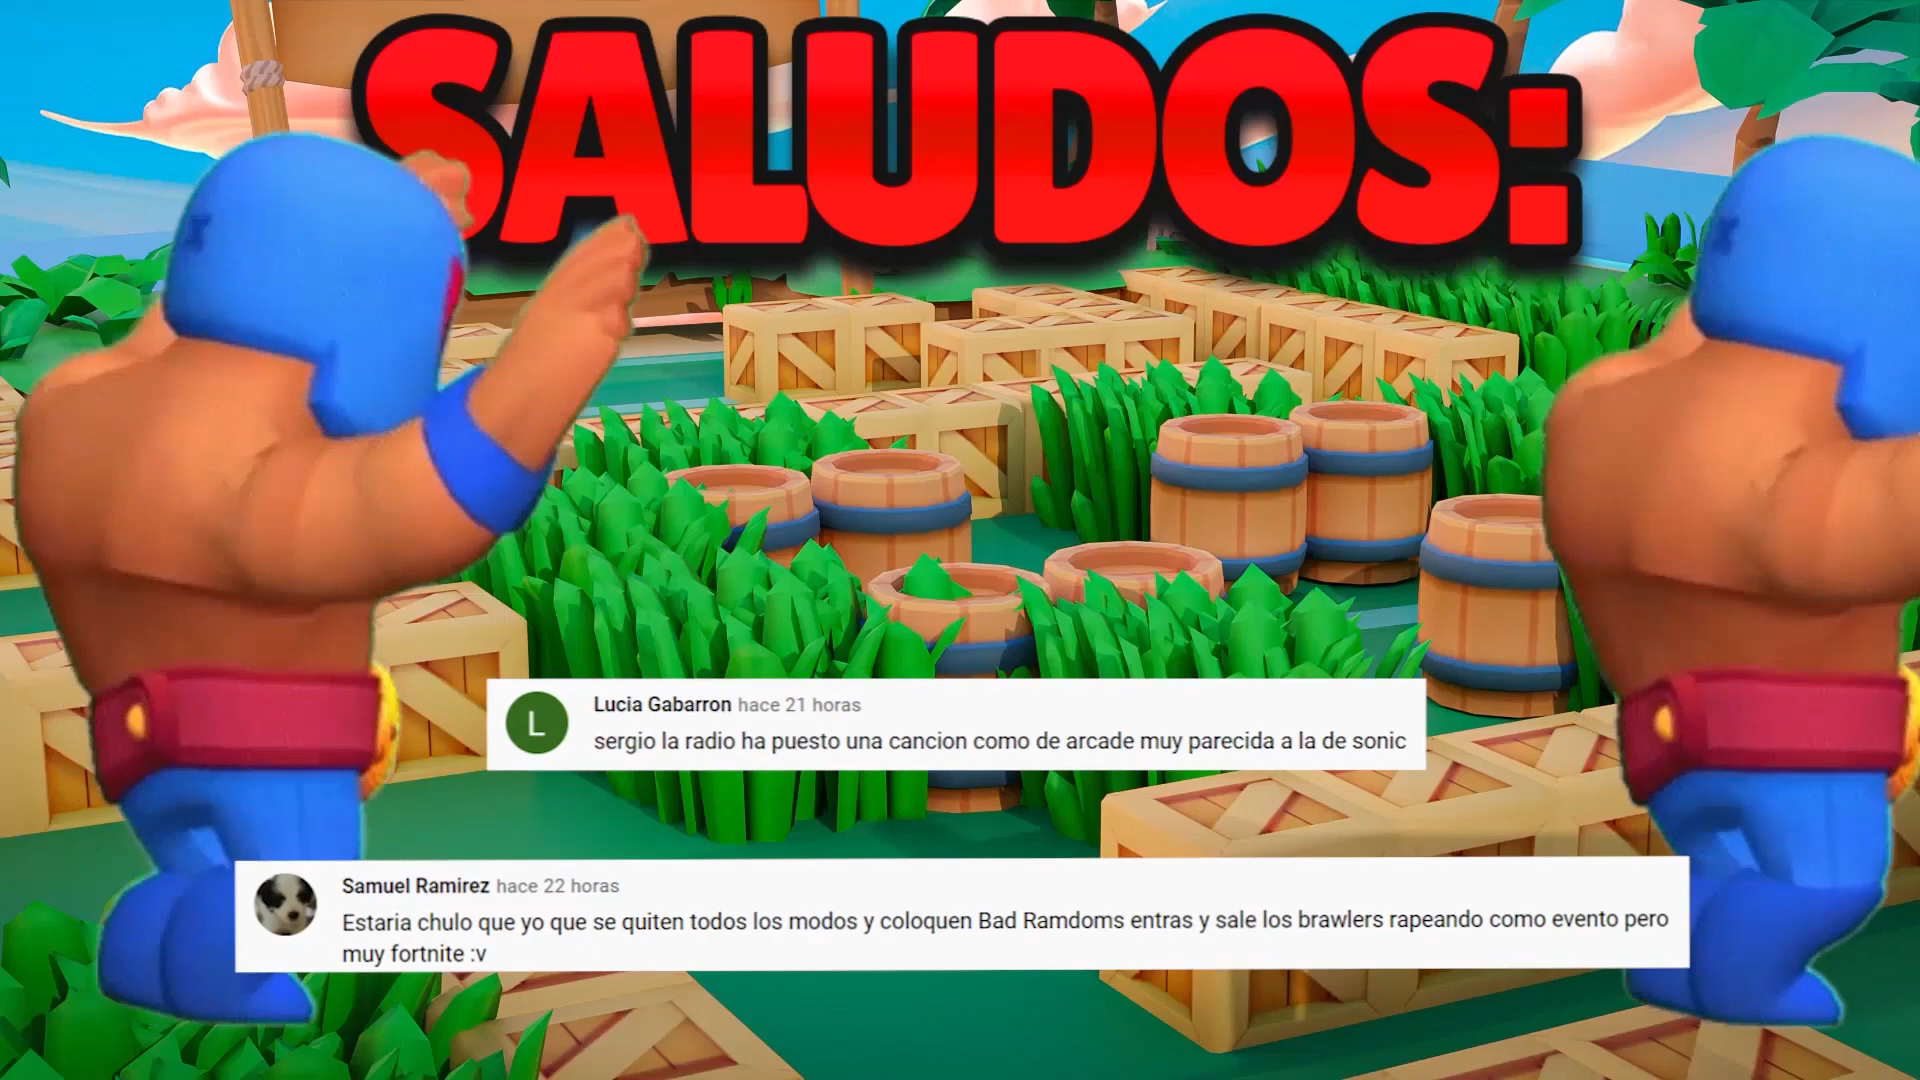 SALUDOS:
L
Lucia Gabarron hace 21 horas
sergio la radio ha puesto una cancion como de arcade muy parecida a la de sonic
Samuel Ramirez hace 22 horas
Estaria chulo que yo que se quiten todos los modos y coloquen Bad Ramdoms entras y sale los brawlers rapeando como evento pero
muy fortnite :v